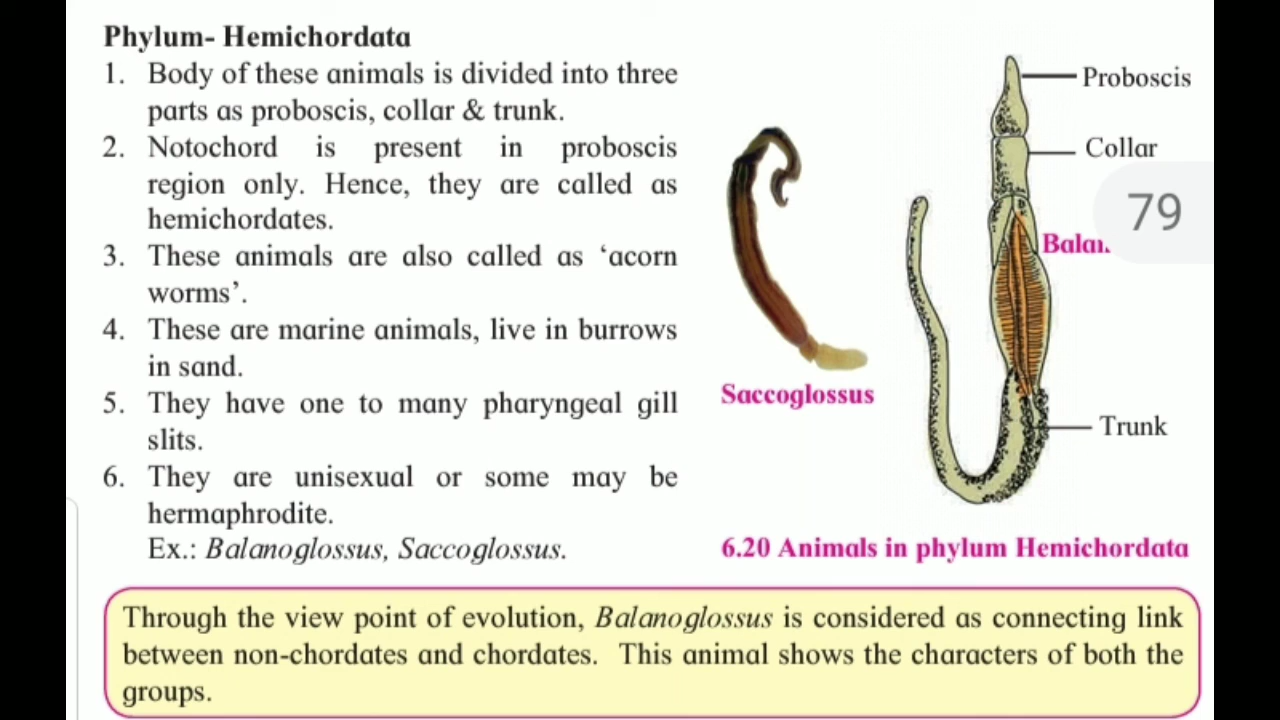 Phylum- Hemichordata
1. Body of these animals is divided into three
parts as proboscis, collar & trunk.
2. Notochord is present in proboscis
region only. Hence, they are called as
hemichordates.
3. These animals are also called as ‘acorn
worms’.
4. These are marine animals, live in burrows
in sand.
5. They have one to many pharyngeal gill
slits.
6. They are unisexual or some may be
hermaphrodite.
Ex.: Balanoglossus, Saccoglossus.
Proboscis
Collar
79
Saccoglossus
Trunk
6.20 Animals in phylum Hemichordata
Through the view point of evolution, Balanoglossus is considered as connecting link
between non-chordates and chordates. This animal shows the characters of both the
groups.